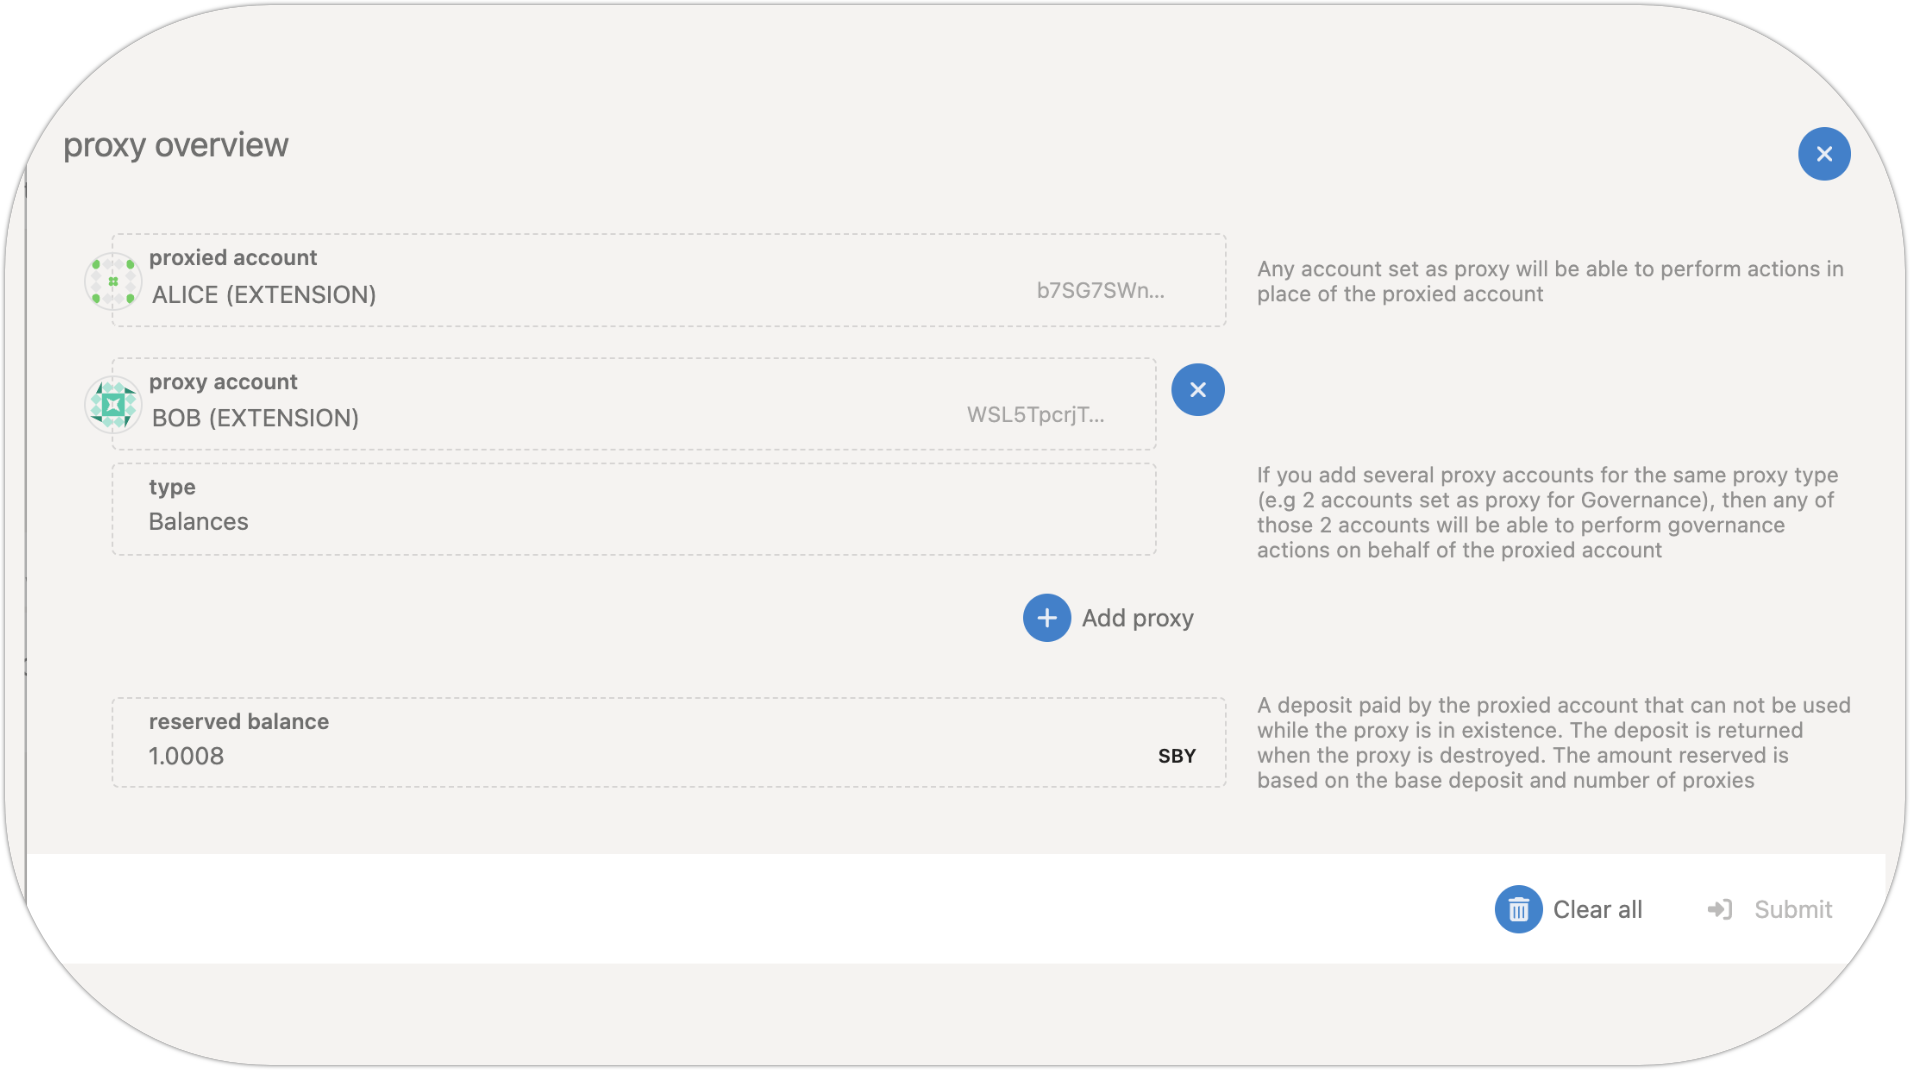 proxy overview
proxied account
ALICE (EXTENSION)
b7SG7SWn...
Any account set as proxy will be able to perform actions in
place of the proxied account
proxy account
BOB (EXTENSION)
WSL5TpcrjT...
type
Balances
If you add several proxy accounts for the same proxy type
(e.g 2 accounts set as proxy for Governance), then any of
those 2 accounts will be able to perform governance
actions on behalf of the proxied account
Add proxy
reserved balance
1.0008
SBY
A deposit paid by the proxied account that can not be used
while the proxy is in existence. The deposit is returned
when the proxy is destroyed. The amount reserved is
based on the base deposit and number of proxies
Clear all
Submit